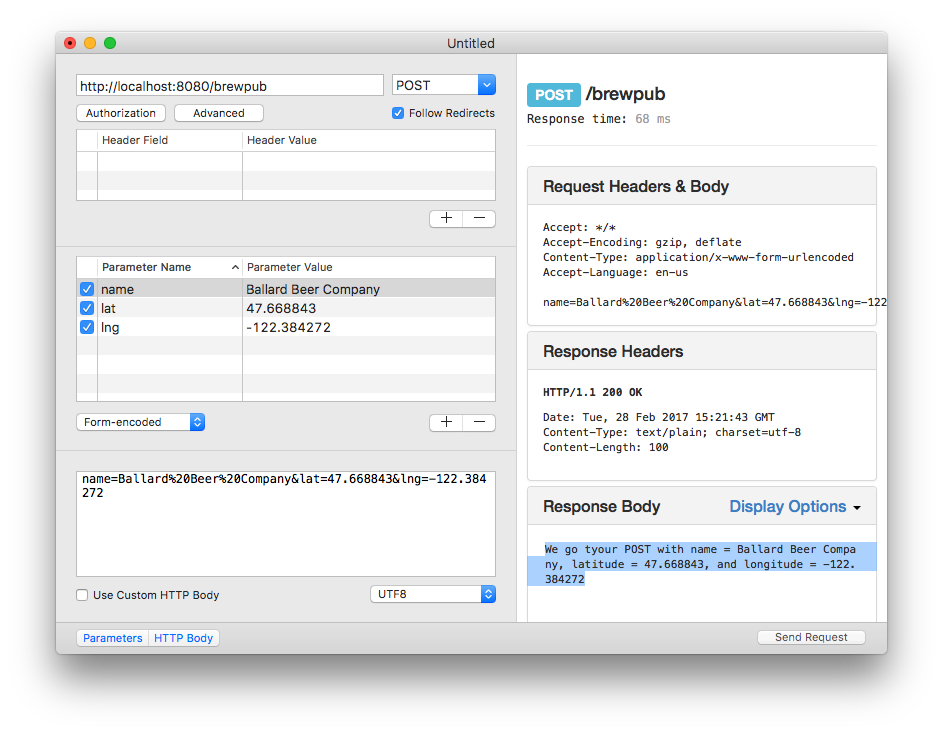 Untitled
http://localhost:8080/brewpub
POST
Authorization
Advanced
Follow Redirects
Header Field
Header Value
+
−
Parameter Name
Parameter Value
name
Ballard Beer Company
lat
47.668843
lng
-122.384272
Form-encoded
+
−
name=Ballard%20Beer%20Company&lat=47.668843&lng=-122.384
272
Use Custom HTTP Body
UTF8
Parameters
HTTP Body
POST /brewpub
Response time: 68 ms
Request Headers & Body
Accept: */*
Accept-Encoding: gzip, deflate
Content-Type: application/x-www-form-urlencoded
Accept-Language: en-us
name=Ballard%20Beer%20Company&lat=47.668843&lng=-122
Response Headers
HTTP/1.1 200 OK
Date: Tue, 28 Feb 2017 15:21:43 GMT
Content-Type: text/plain; charset=utf-8
Content-Length: 100
Response Body
Display Options
We go tyour POST with name = Ballard Beer Compa
ny, latitude = 47.668843, and longitude = -122.
384272
Send Request